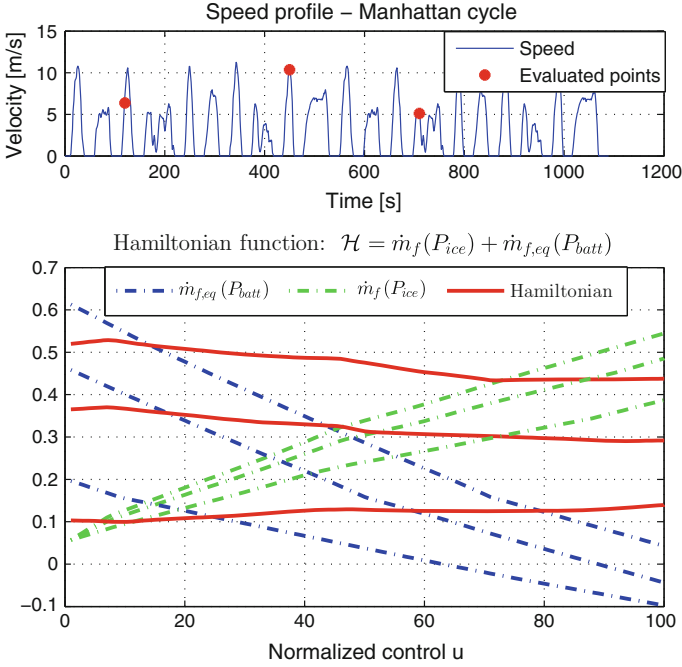 Speed profile – Manhattan cycle
Velocity [m/s]
15
10
5
0
Speed
Evaluated points
0 200 400 600 800 1000 1200
Time [s]
Hamiltonian function: ℋ = ṁ_f(P_ice) + ṁ_f,eq(P_batt)
0.7
0.6
0.5
0.4
0.3
0.2
0.1
0
−0.1
ṁ_f,eq(P_batt) ṁ_f(P_ice) Hamiltonian
0 20 40 60 80 100
Normalized control u